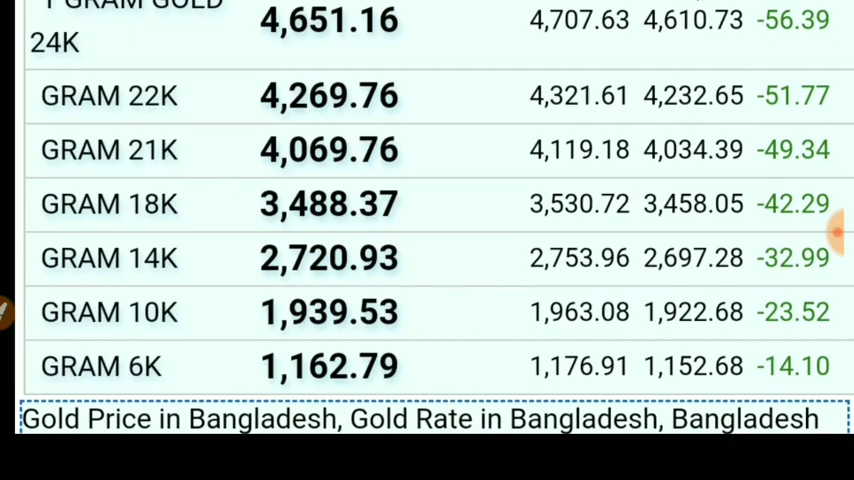 1 GRAM GOLD
24K 4,651.16 4,707.63 4,610.73 -56.39
GRAM 22K 4,269.76 4,321.61 4,232.65 -51.77
GRAM 21K 4,069.76 4,119.18 4,034.39 -49.34
GRAM 18K 3,488.37 3,530.72 3,458.05 -42.29
GRAM 14K 2,720.93 2,753.96 2,697.28 -32.99
GRAM 10K 1,939.53 1,963.08 1,922.68 -23.52
GRAM 6K 1,162.79 1,176.91 1,152.68 -14.10
Gold Price in Bangladesh, Gold Rate in Bangladesh, Bangladesh